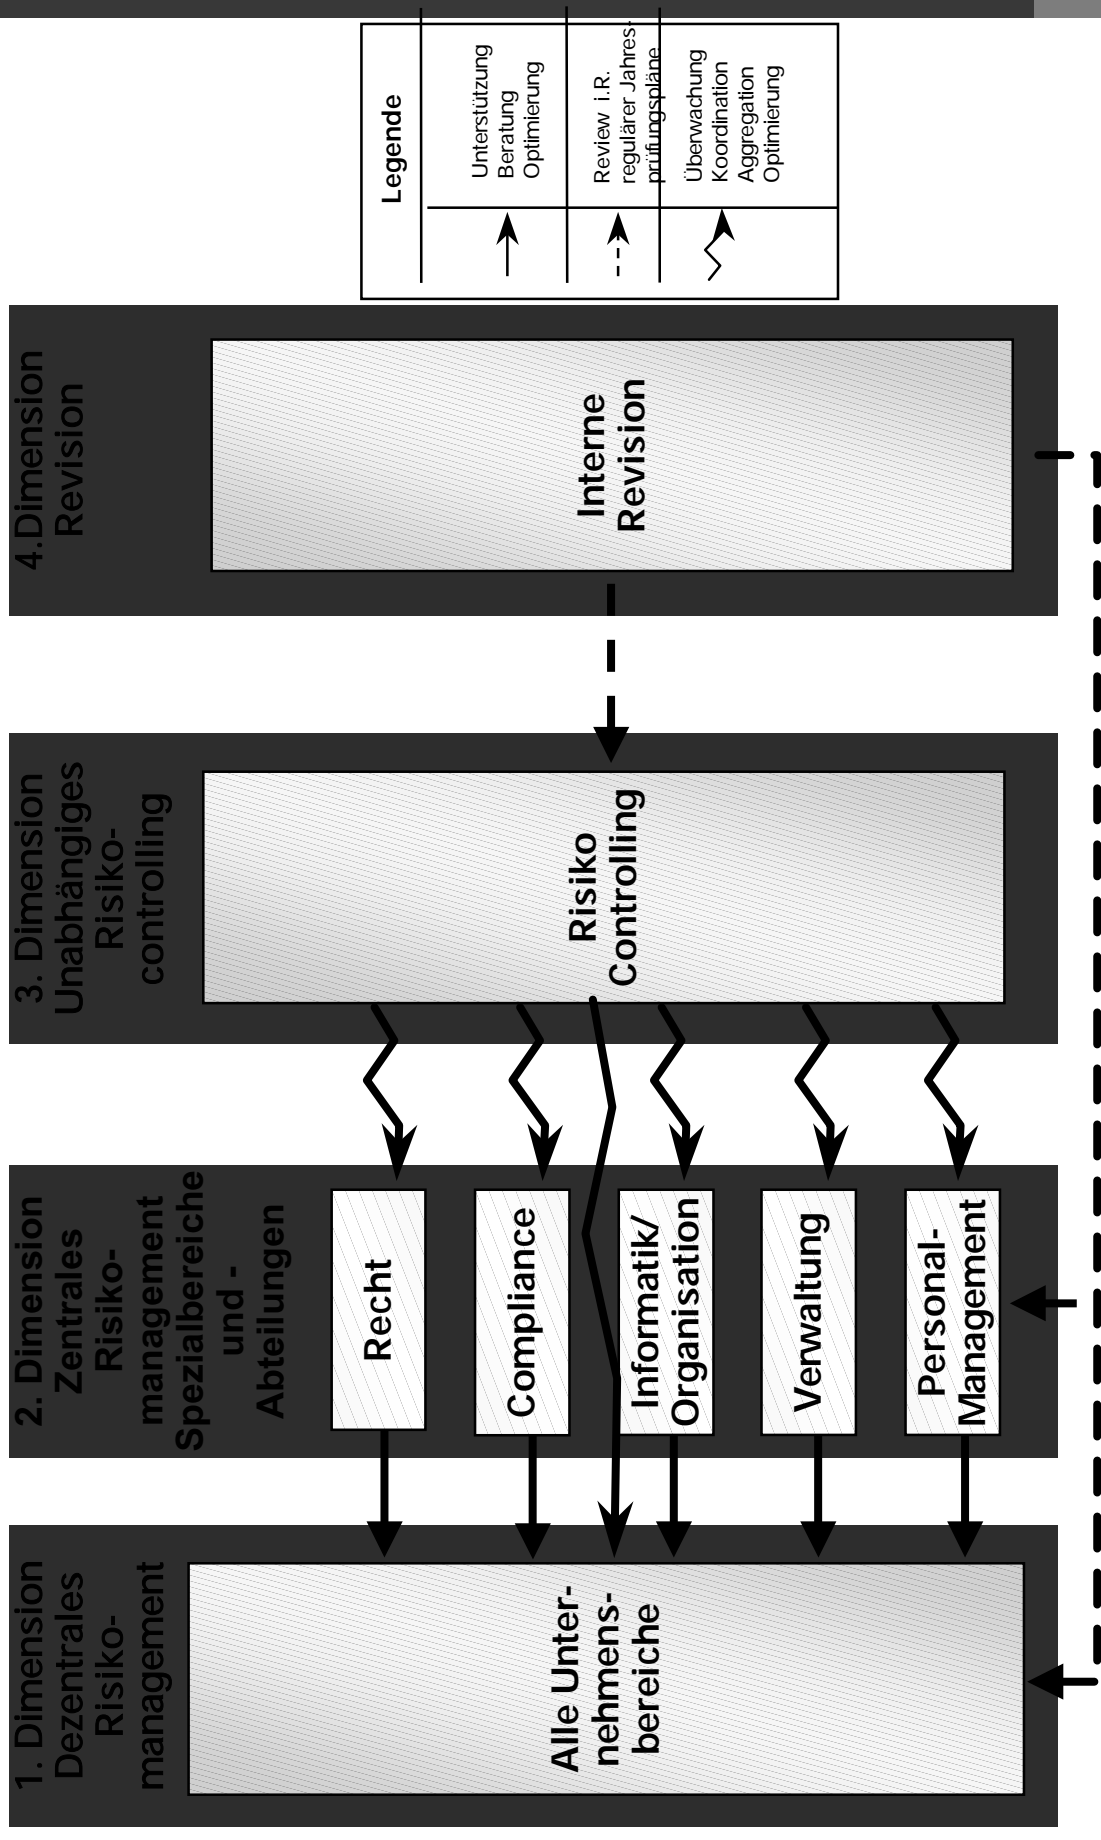 1. Dimension
Dezentrales
Risiko-
management
Alle Unter-
nehmens-
bereiche
2. Dimension
Zentrales
Risiko-
management
Spezialbereiche
und -
Abteilungen
Recht
Compliance
Informatik/
Organisation
Verwaltung
Personal-
Management
3. Dimension
Unabhängiges
Risiko-
controlling
Risiko
Controlling
4.Dimension
Revision
Interne
Revision
Legende
Unterstützung
Beratung
Optimierung
Review i.R.
regulärer Jahres-
prüfungspläne
Überwachung
Koordination
Aggregation
Optimierung